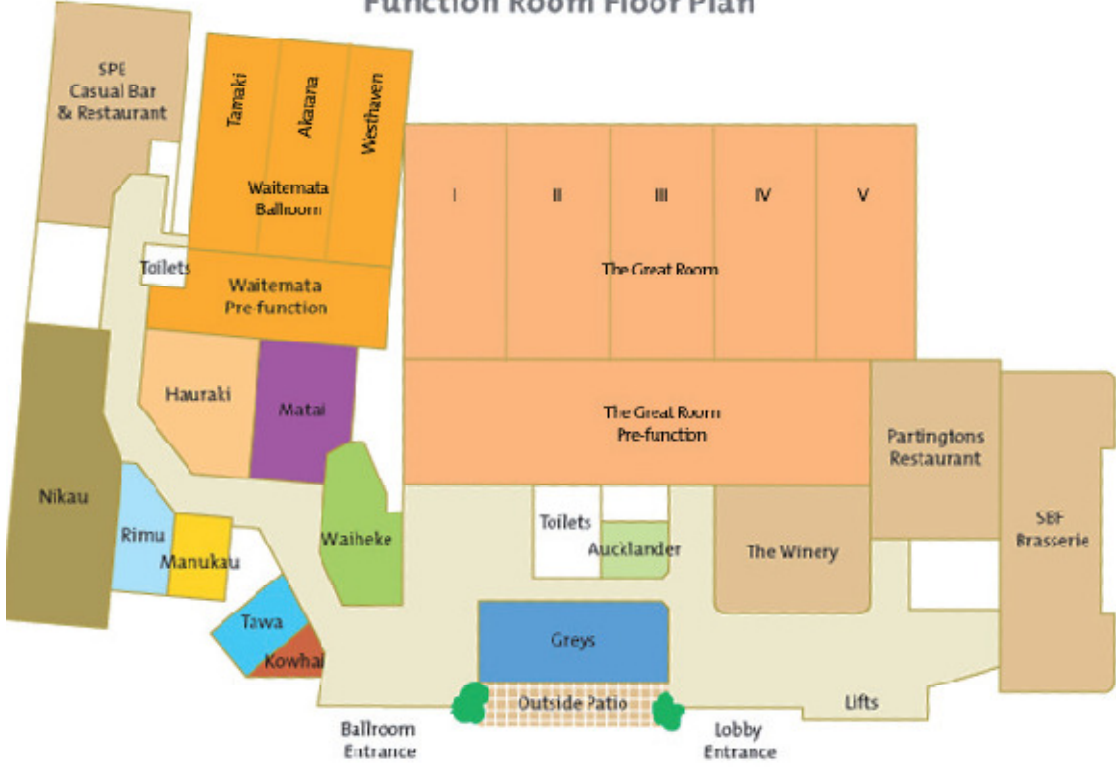 Function Room Floor Plan
SPE
Casual Bar
& Restaurant
Tamaki
Akarana
Westhaven
Waitemata
Ballroom
I
II
III
IV
V
The Great Room
Toilets
Waitemata
Pre-function
Hauraki
Matai
The Great Room
Pre-function
Partingtons
Restaurant
Nikau
Rimu
Manukau
Waiheke
Toilets
Aucklander
The Winery
SBF
Brasserie
Tawa
Kowhai
Greys
Outside Patio
Lifts
Ballroom
Entrance
Lobby
Entrance